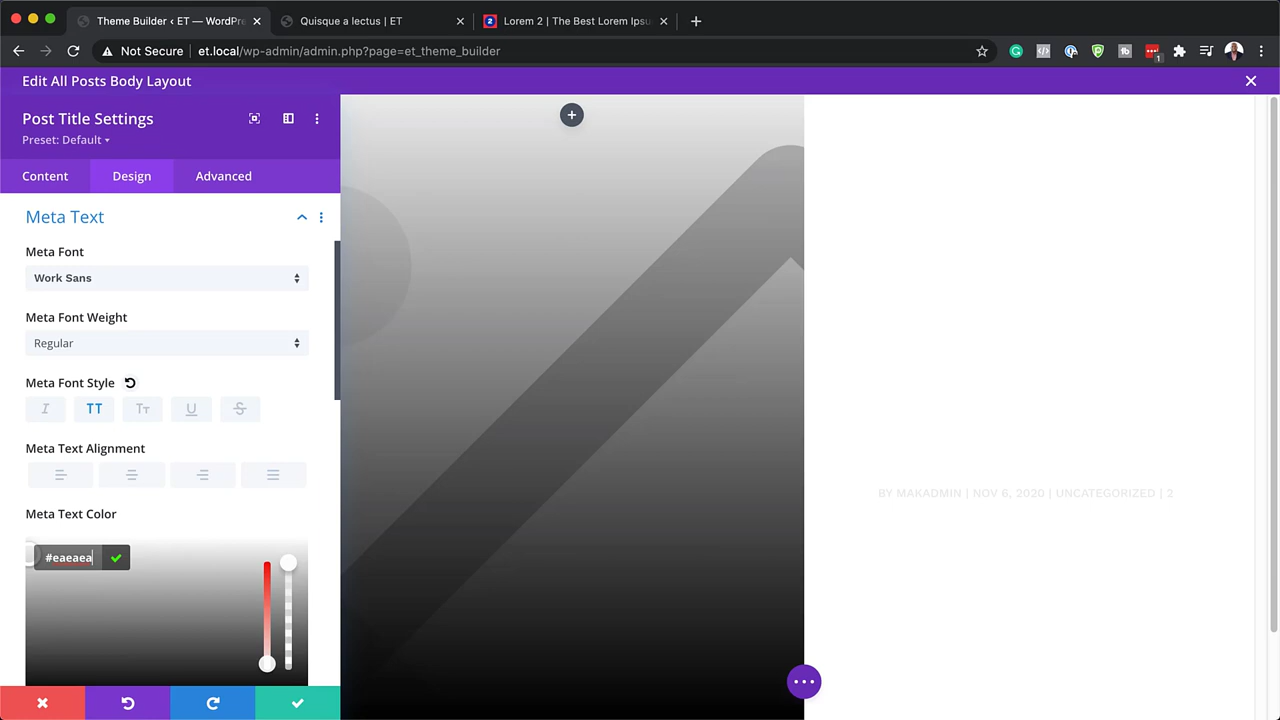 Theme Builder ‹ ET — WordPre
Quisque a lectus | ET
Lorem 2 | The Best Lorem Ipsu
Not Secure
et.local/wp-admin/admin.php?page=et_theme_builder
1
Edit All Posts Body Layout
Post Title Settings
Preset: Default
Content
Design
Advanced
Meta Text
Meta Font
Work Sans
Meta Font Weight
Regular
Meta Font Style
I TT Tт U S
Meta Text Alignment
BY MAKADMIN | NOV 6, 2020 | UNCATEGORIZED | 2
Meta Text Color
#eaeaea